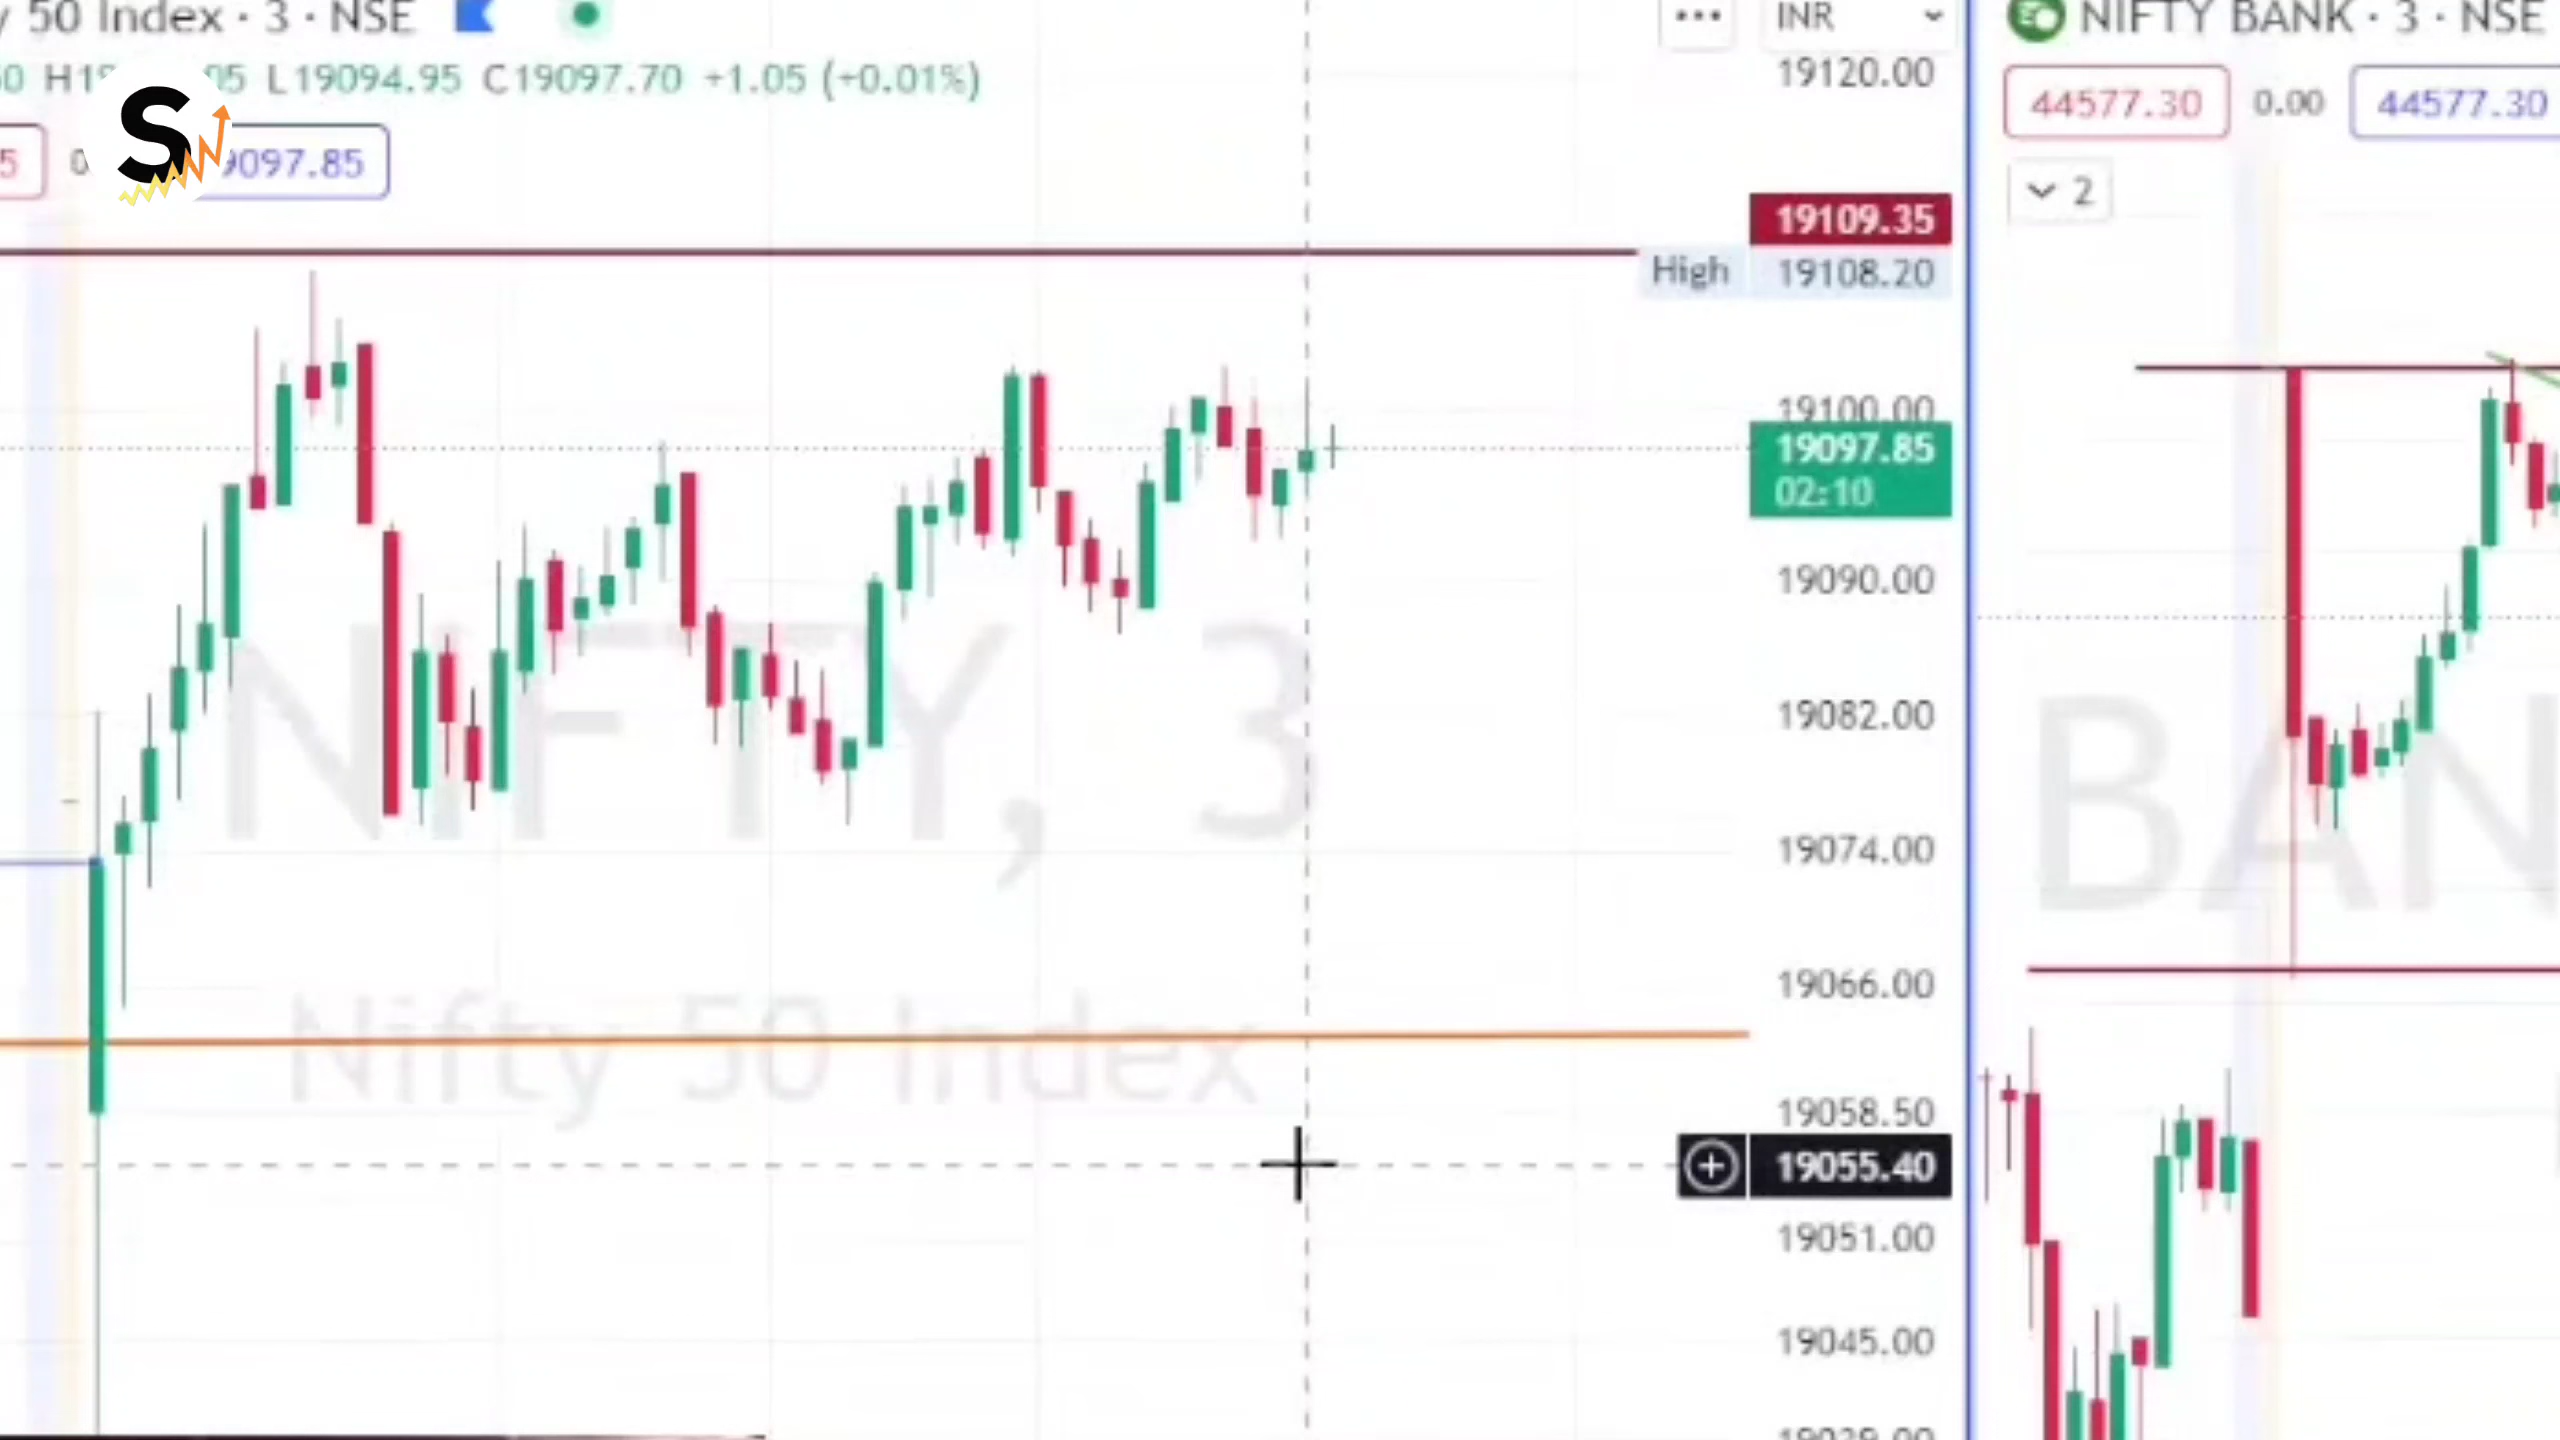 y 50 Index · 3 · NSE
L19094.95 C19097.70 +1.05 (+0.01%)
9097.85
INR
19120.00
19109.35
High 19108.20
19100.00
19097.85
02:10
19090.00
19082.00
19074.00
19066.00
19058.50
19055.40
19051.00
19045.00
NIFTY, 3
Nifty 50 Index
NIFTY BANK · 3 · NSE
44577.30 0.00 44577.30
2
BAN
S